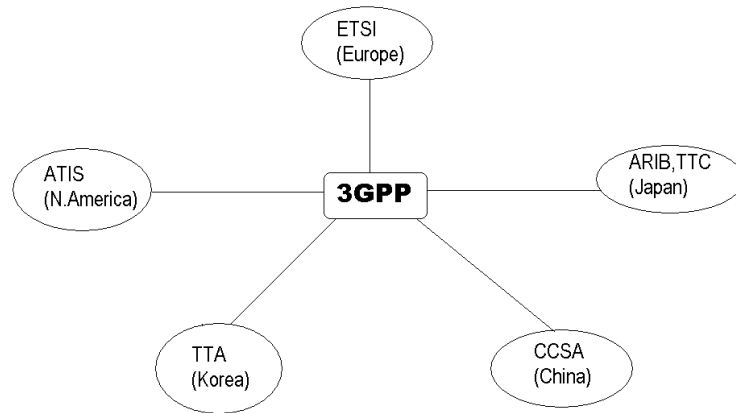 ETSI
(Europe)
ATIS
(N.America)
3GPP
ARIB,TTC
(Japan)
TTA
(Korea)
CCSA
(China)